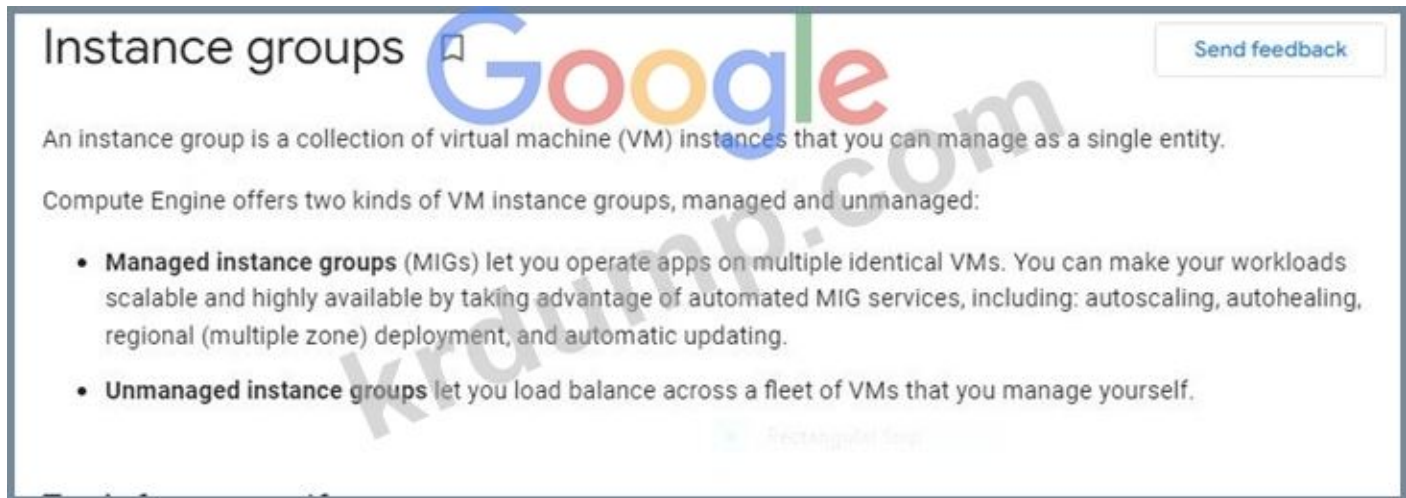 Instance groups
Google
Send feedback
An instance group is a collection of virtual machine (VM) instances that you can manage as a single entity.
Compute Engine offers two kinds of VM instance groups, managed and unmanaged:
• Managed instance groups (MIGs) let you operate apps on multiple identical VMs. You can make your workloads
scalable and highly available by taking advantage of automated MIG services, including: autoscaling, autohealing,
regional (multiple zone) deployment, and automatic updating.
• Unmanaged instance groups let you load balance across a fleet of VMs that you manage yourself.
krdump.com
Rectangular Snip